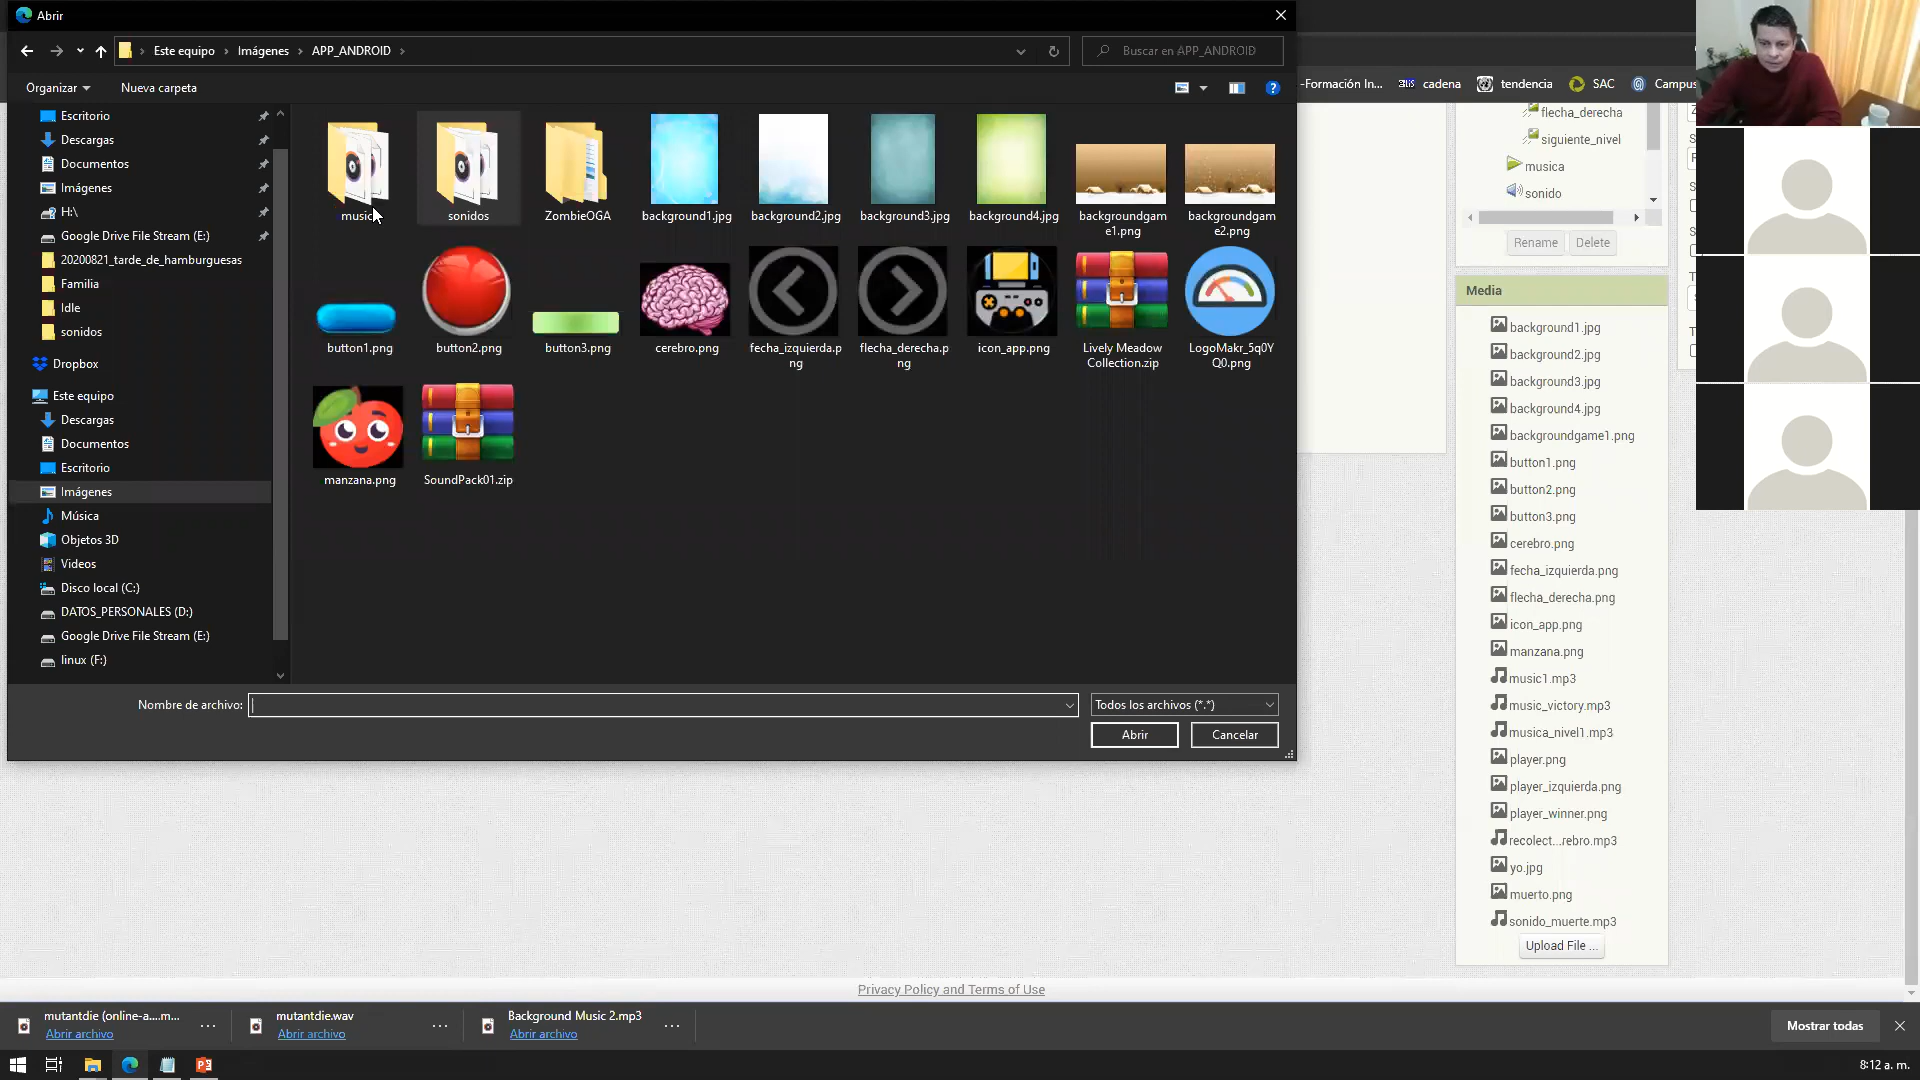 Abrir
Este equipo
Imágenes
APP_ANDROID
Buscar en APP_ANDROID
Organizar
Nueva carpeta
Escritorio
Descargas
Documentos
Imágenes
H:\
Google Drive File Stream (E:)
20200821_tarde_de_hamburguesas
Familia
Idle
sonidos
Dropbox
Este equipo
Descargas
Documentos
Escritorio
Imágenes
Música
Objetos 3D
Videos
Disco local (C:)
DATOS_PERSONALES (D:)
Google Drive File Stream (E:)
linux (F:)
sonidos
ZombieOGA
background1.jpg
background2.jpg
background3.jpg
background4.jpg
backgroundgam
e1.png
backgroundgam
e2.png
button1.png
button2.png
button3.png
cerebro.png
fecha_izquierda.p
ng
flecha_derecha.p
ng
icon_app.png
Lively Meadow
Collection.zip
LogoMakr_5q0Y
Q0.png
manzana.png
SoundPack01.zip
Nombre de archivo:
Todos los archivos (*.*)
Abrir
Cancelar
-Formación In...
cadena
tendencia
SAC
Campus
flecha_derecha
siguiente_nivel
musica
sonido
Rename
Delete
Media
background1.jpg
background2.jpg
background3.jpg
background4.jpg
backgroundgame1.png
button1.png
button2.png
button3.png
cerebro.png
fecha_izquierda.png
flecha_derecha.png
icon_app.png
manzana.png
music1.mp3
music_victory.mp3
musica_nivel1.mp3
player.png
player_izquierda.png
player_winner.png
recolect...rebro.mp3
yo.jpg
muerto.png
sonido_muerte.mp3
Upload File ...
Privacy Policy and Terms of Use
mutantdie (online-a....m...
Abrir archivo
mutantdie.wav
Abrir archivo
Background Music 2.mp3
Abrir archivo
Mostrar todas
8:12 a. m.